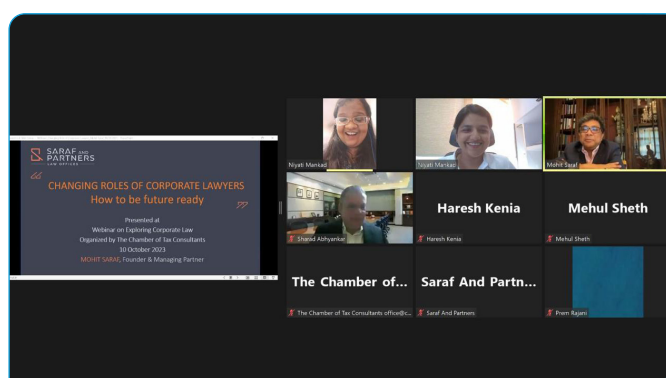 SARAF AND
PARTNERS
LAW OFFICES
“
CHANGING ROLES OF CORPORATE LAWYERS
How to be future ready
”
Presented at
Webinar on Exploring Corporate Law
Organized by The Chamber of Tax Consultants
10 October 2023
MOHIT SARAF, Founder & Managing Partner
Niyati Mankad
Niyati Mankad
Mohit Saraf
Sharad Abhyankar
Haresh Kenia
Haresh Kenia
Mehul Sheth
Mehul Sheth
The Chamber of...
The Chamber of Tax Consultants office@c...
Saraf And Partn...
Saraf And Partners
Prem Rajani